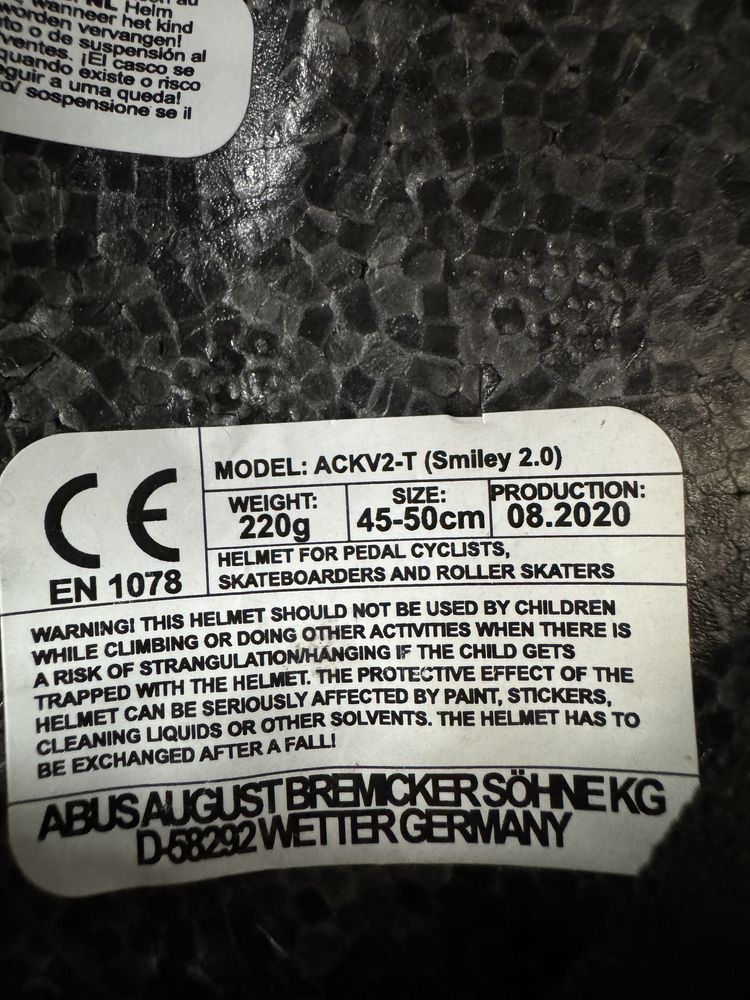 NL Helm
wanneer het kind
worden vervangen!
o de suspensión al
¡El casco se
quando existe o risco
a uma queda!
sospensione se il
CE
EN 1078
MODEL: ACKV2-T (Smiley 2.0)
WEIGHT:
220g
SIZE:
45-50cm
PRODUCTION:
08.2020
HELMET FOR PEDAL CYCLISTS,
SKATEBOARDERS AND ROLLER SKATERS
WARNING! THIS HELMET SHOULD NOT BE USED BY CHILDREN
WHILE CLIMBING OR DOING OTHER ACTIVITIES WHEN THERE IS
A RISK OF STRANGULATION/HANGING IF THE CHILD GETS
TRAPPED WITH THE HELMET. THE PROTECTIVE EFFECT OF THE
HELMET CAN BE SERIOUSLY AFFECTED BY PAINT, STICKERS,
CLEANING LIQUIDS OR OTHER SOLVENTS. THE HELMET HAS TO
BE EXCHANGED AFTER A FALL!
ABUS AUGUST BREMICKER SÖHNE KG
D-58292 WETTER GERMANY